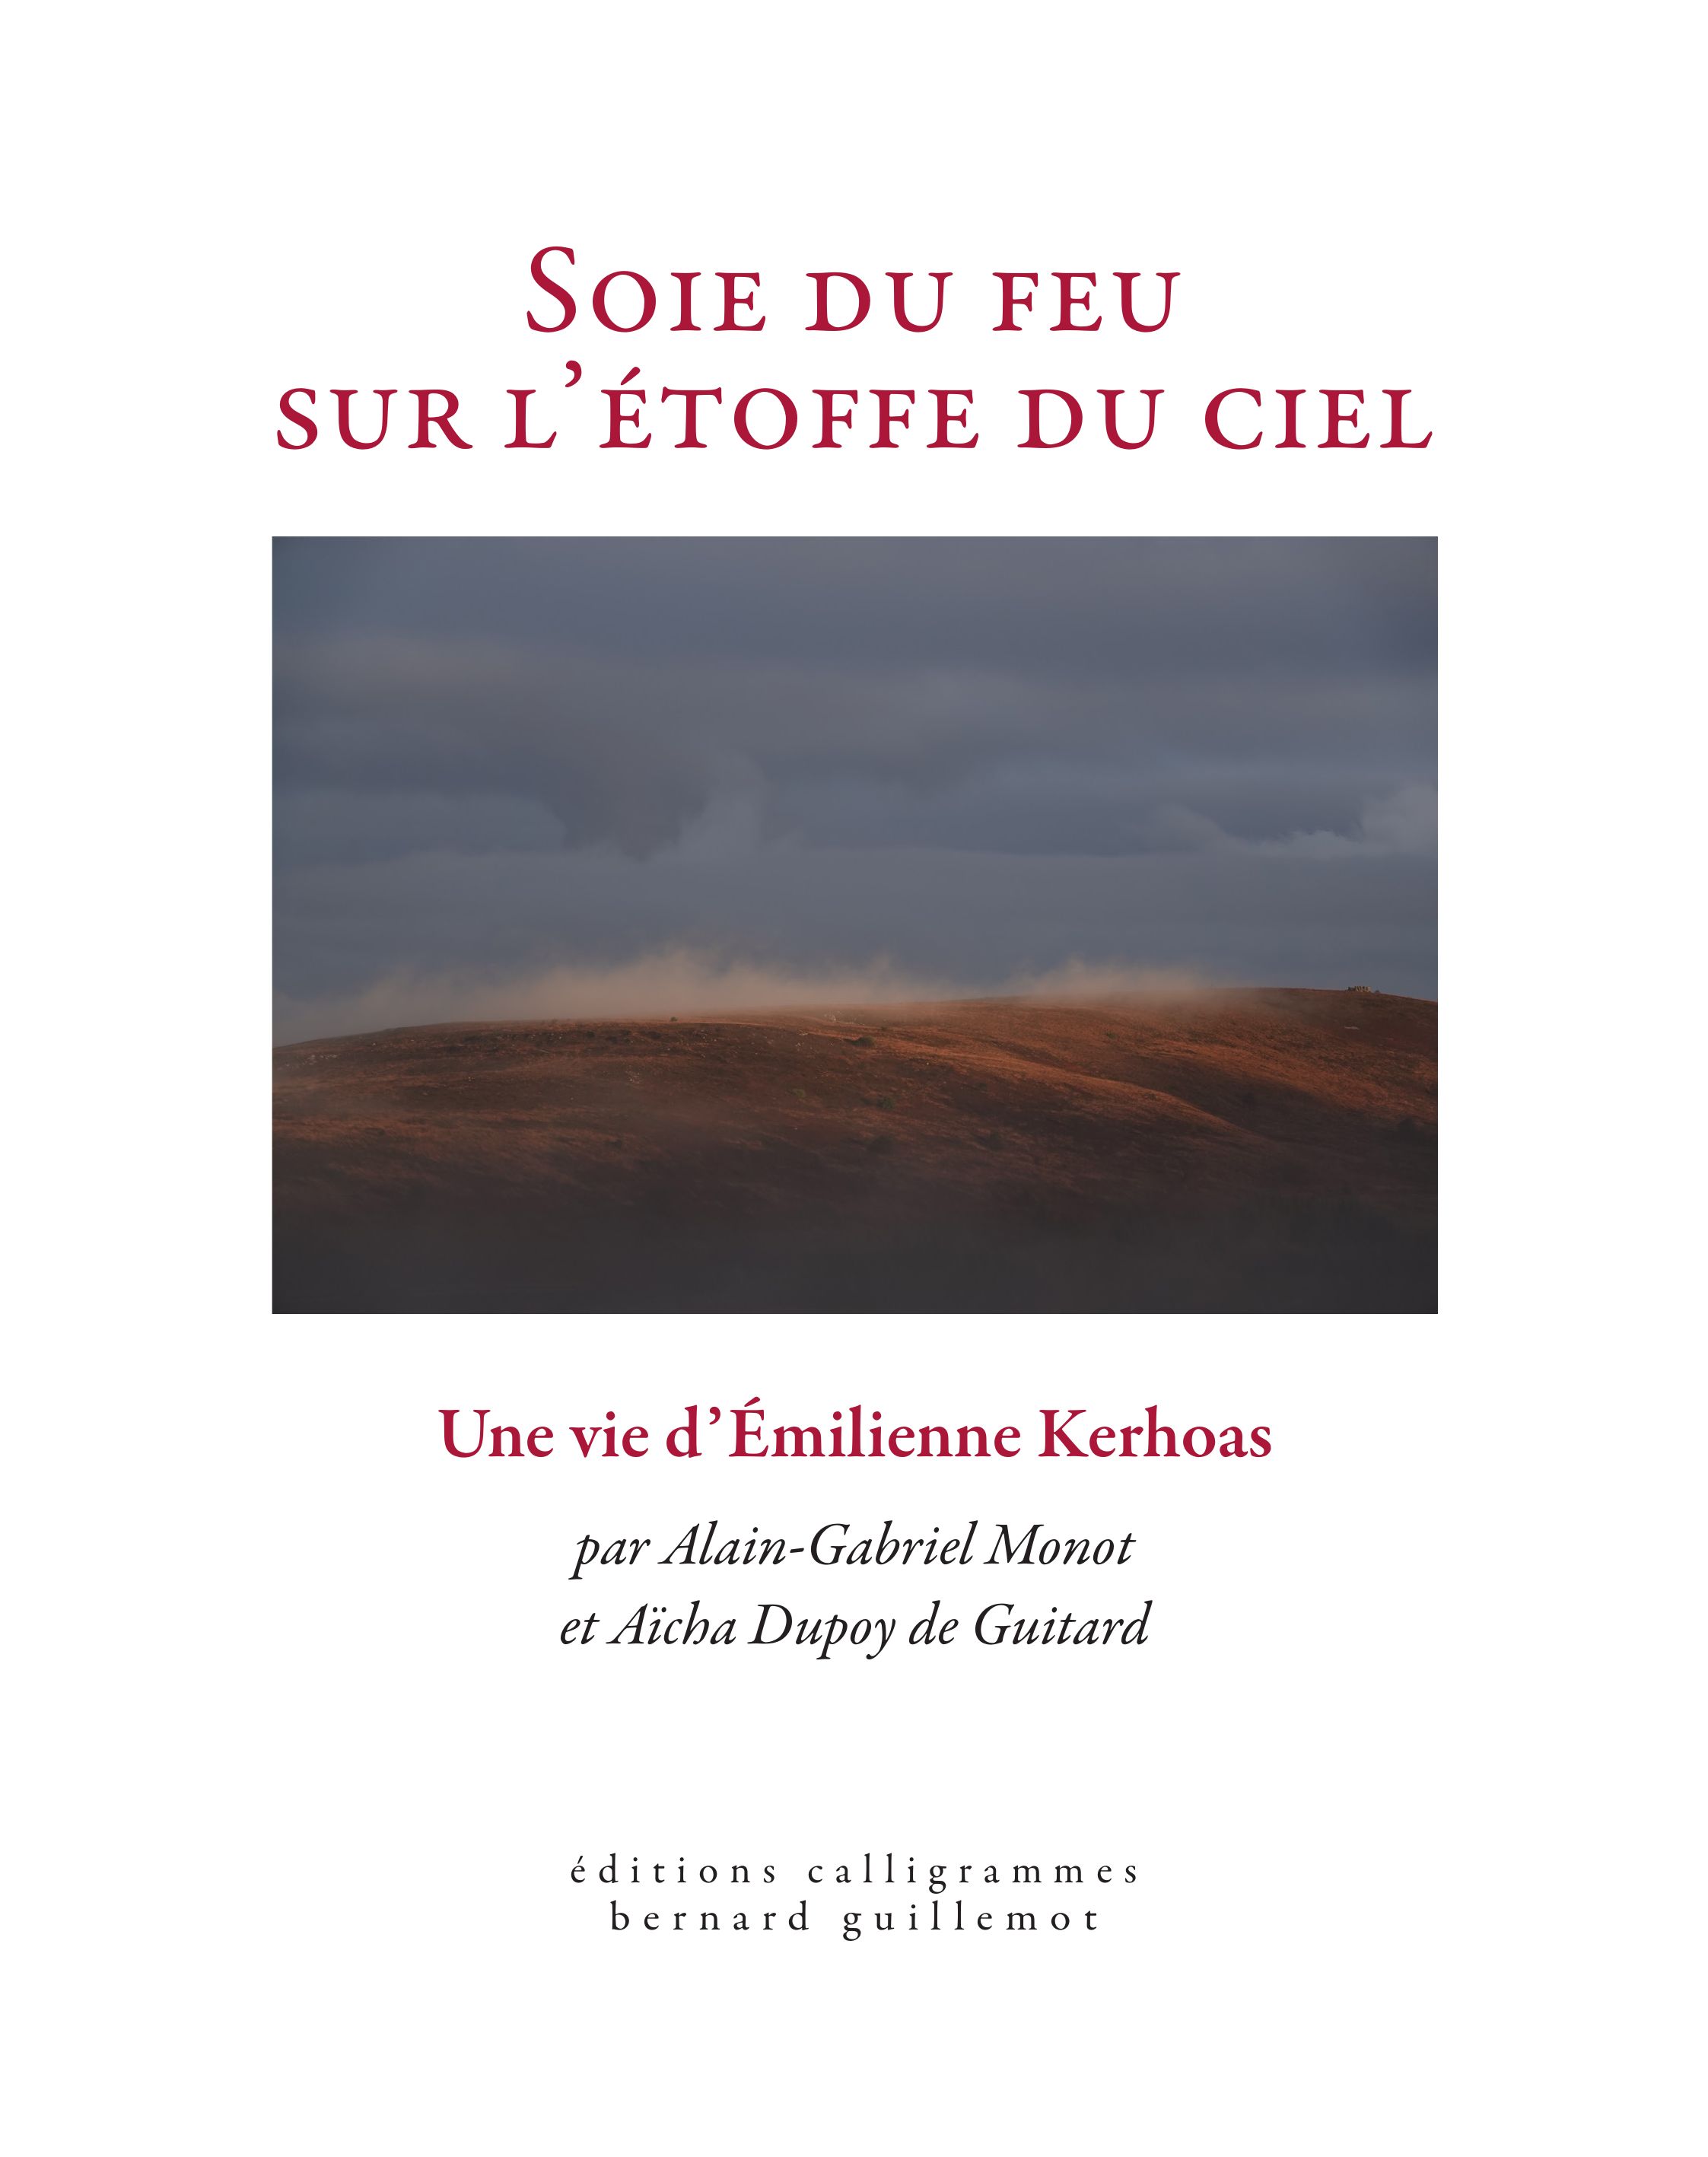 Soie du feu
sur l’étoffe du ciel
Une vie d’Émilienne Kerhoas
par Alain-Gabriel Monot
et Aïcha Dupoy de Guitard
éditions calligrammes
bernard guillemot